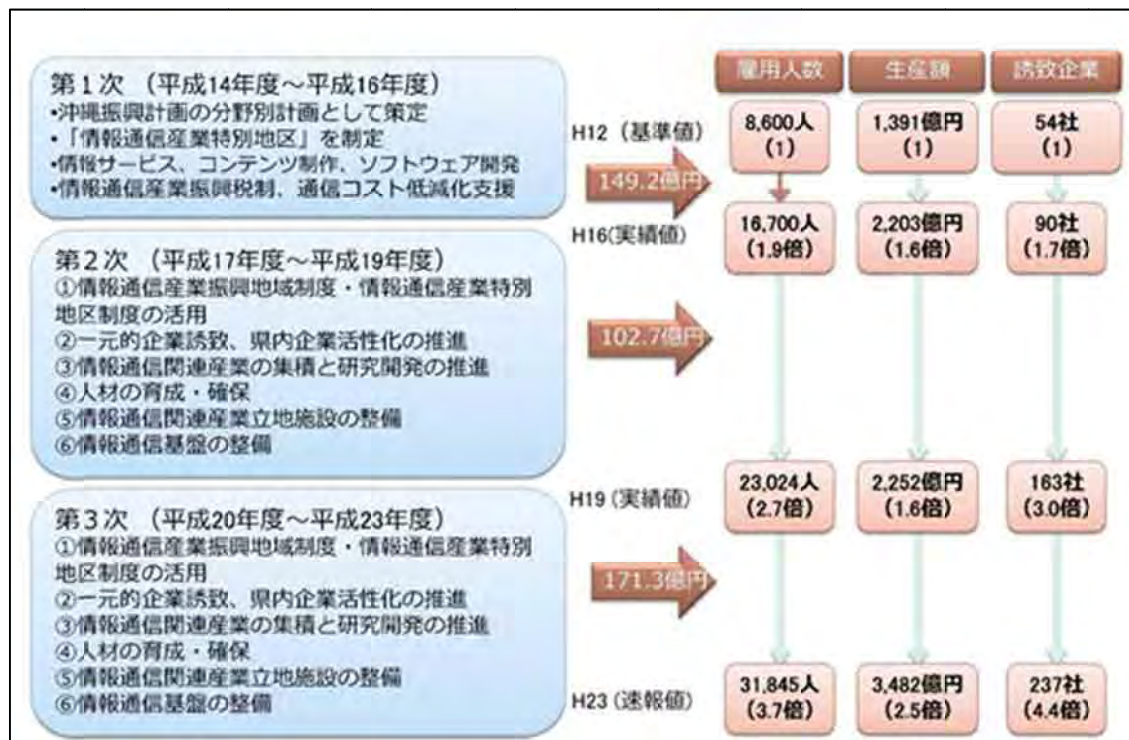 第１次 （平成14年度～平成16年度）
•沖縄振興計画の分野別計画として策定
•「情報通信産業特別地区」を制定
•情報サービス、コンテンツ制作、ソフトウェア開発
•情報通信産業振興税制、通信コスト低減化支援
第２次 （平成17年度～平成19年度）
①情報通信産業振興地域制度・情報通信産業特別
地区制度の活用
②一元的企業誘致、県内企業活性化の推進
③情報通信関連産業の集積と研究開発の推進
④人材の育成・確保
⑤情報通信関連産業立地施設の整備
⑥情報通信基盤の整備
第３次 （平成20年度～平成23年度）
①情報通信産業振興地域制度・情報通信産業特別
地区制度の活用
②一元的企業誘致、県内企業活性化の推進
③情報通信関連産業の集積と研究開発の推進
④人材の育成・確保
⑤情報通信関連産業立地施設の整備
⑥情報通信基盤の整備
雇用人数 生産額 誘致企業
H12（基準値） 8,600人 1,391億円 54社
(1) (1) (1)
149.2億円
H16(実績値) 16,700人 2,203億円 90社
(1.9倍) (1.6倍) (1.7倍)
102.7億円
H19(実績値) 23,024人 2,252億円 163社
(2.7倍) (1.6倍) (3.0倍)
171.3億円
H23(速報値) 31,845人 3,482億円 237社
(3.7倍) (2.5倍) (4.4倍)